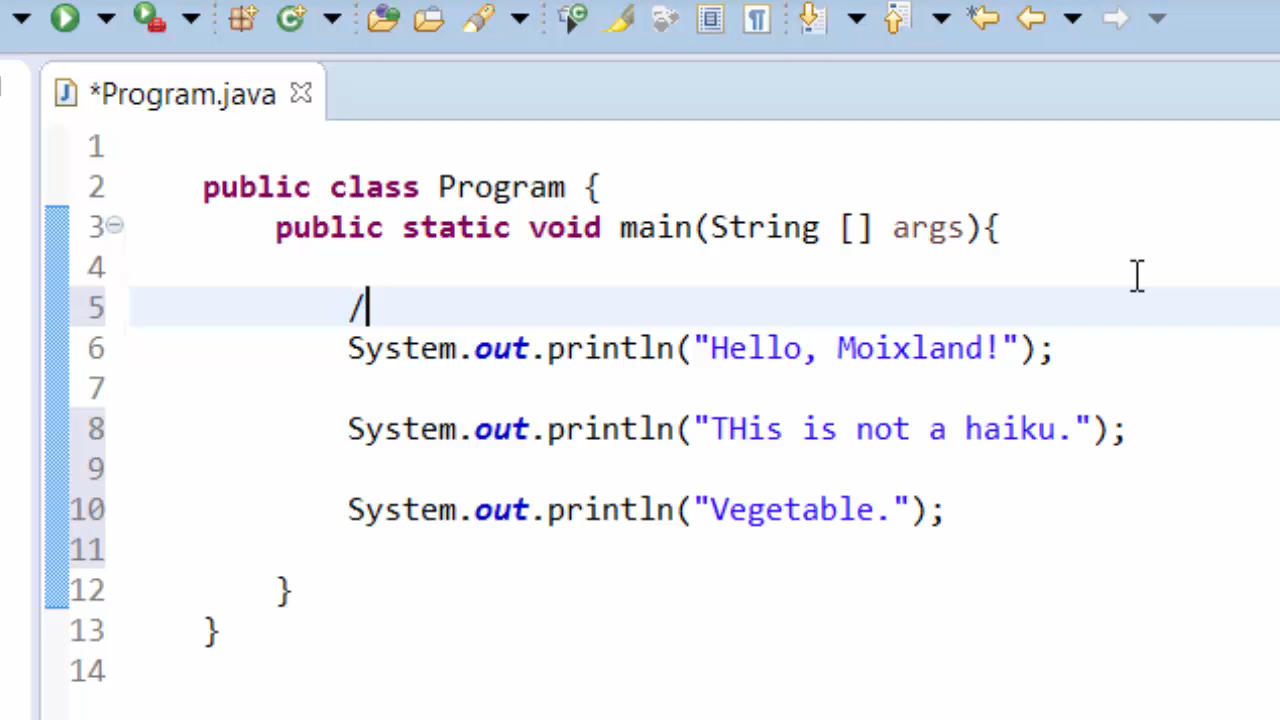 *Program.java
1
2 public class Program {
3 public static void main(String [] args){
4
5 /
6 System.out.println("Hello, Moixland!");
7
8 System.out.println("THis is not a haiku.");
9
10 System.out.println("Vegetable.");
11
12 }
13 }
14